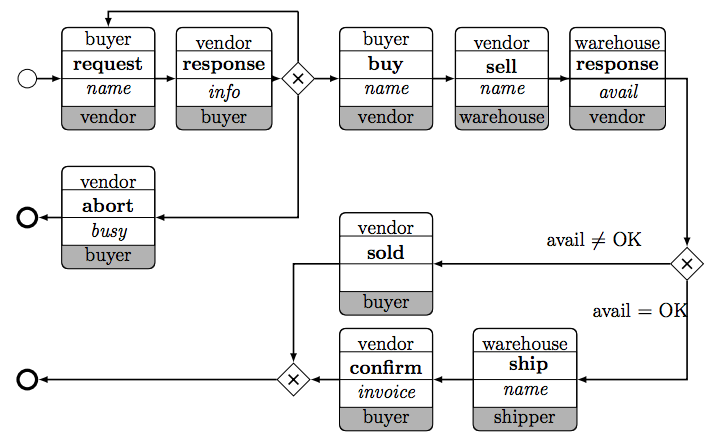 buyer
request
name
vendor
vendor
response
info
buyer
buyer
buy
name
vendor
vendor
sell
name
warehouse
warehouse
response
avail
vendor
vendor
abort
busy
buyer
vendor
sold
buyer
avail ≠ OK
avail = OK
vendor
confirm
invoice
buyer
warehouse
ship
name
shipper